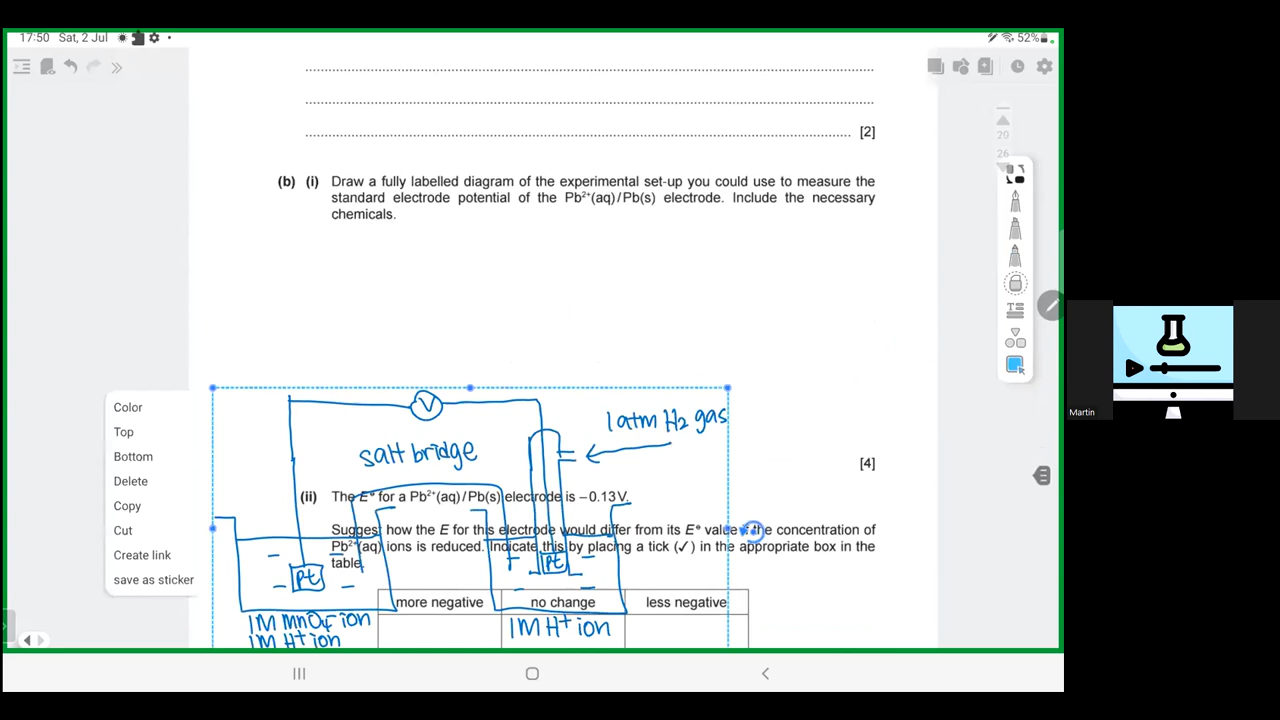 17:50 Sat, 2 Jul
52%
[2]
(b) (i) Draw a fully labelled diagram of the experimental set-up you could use to measure the
standard electrode potential of the Pb²⁺(aq)/Pb(s) electrode. Include the necessary
chemicals.
20
26
Color
Top
Bottom
Delete
Copy
Cut
Create link
save as sticker
V
1 atm H₂ gas
salt bridge
[4]
(ii) The E° for a Pb²⁺(aq)/Pb(s) electrode is −0.13 V.
Suggest how the E for this electrode would differ from its E° value if the concentration of
Pb²⁺(aq) ions is reduced. Indicate this by placing a tick (✓) in the appropriate box in the
table.
Pt
Pt
more negative no change less negative
1M MnO₄⁻ ion
1M H⁺ ion
1M H⁺ ion
Martin